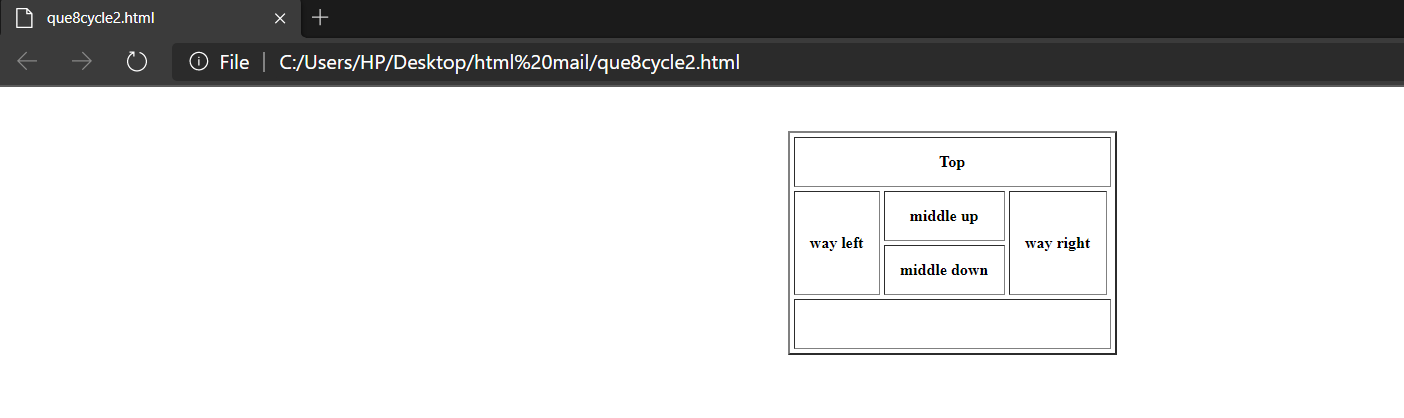 que8cycle2.html
File | C:/Users/HP/Desktop/html%20mail/que8cycle2.html
Top
way left
middle up
way right
middle down